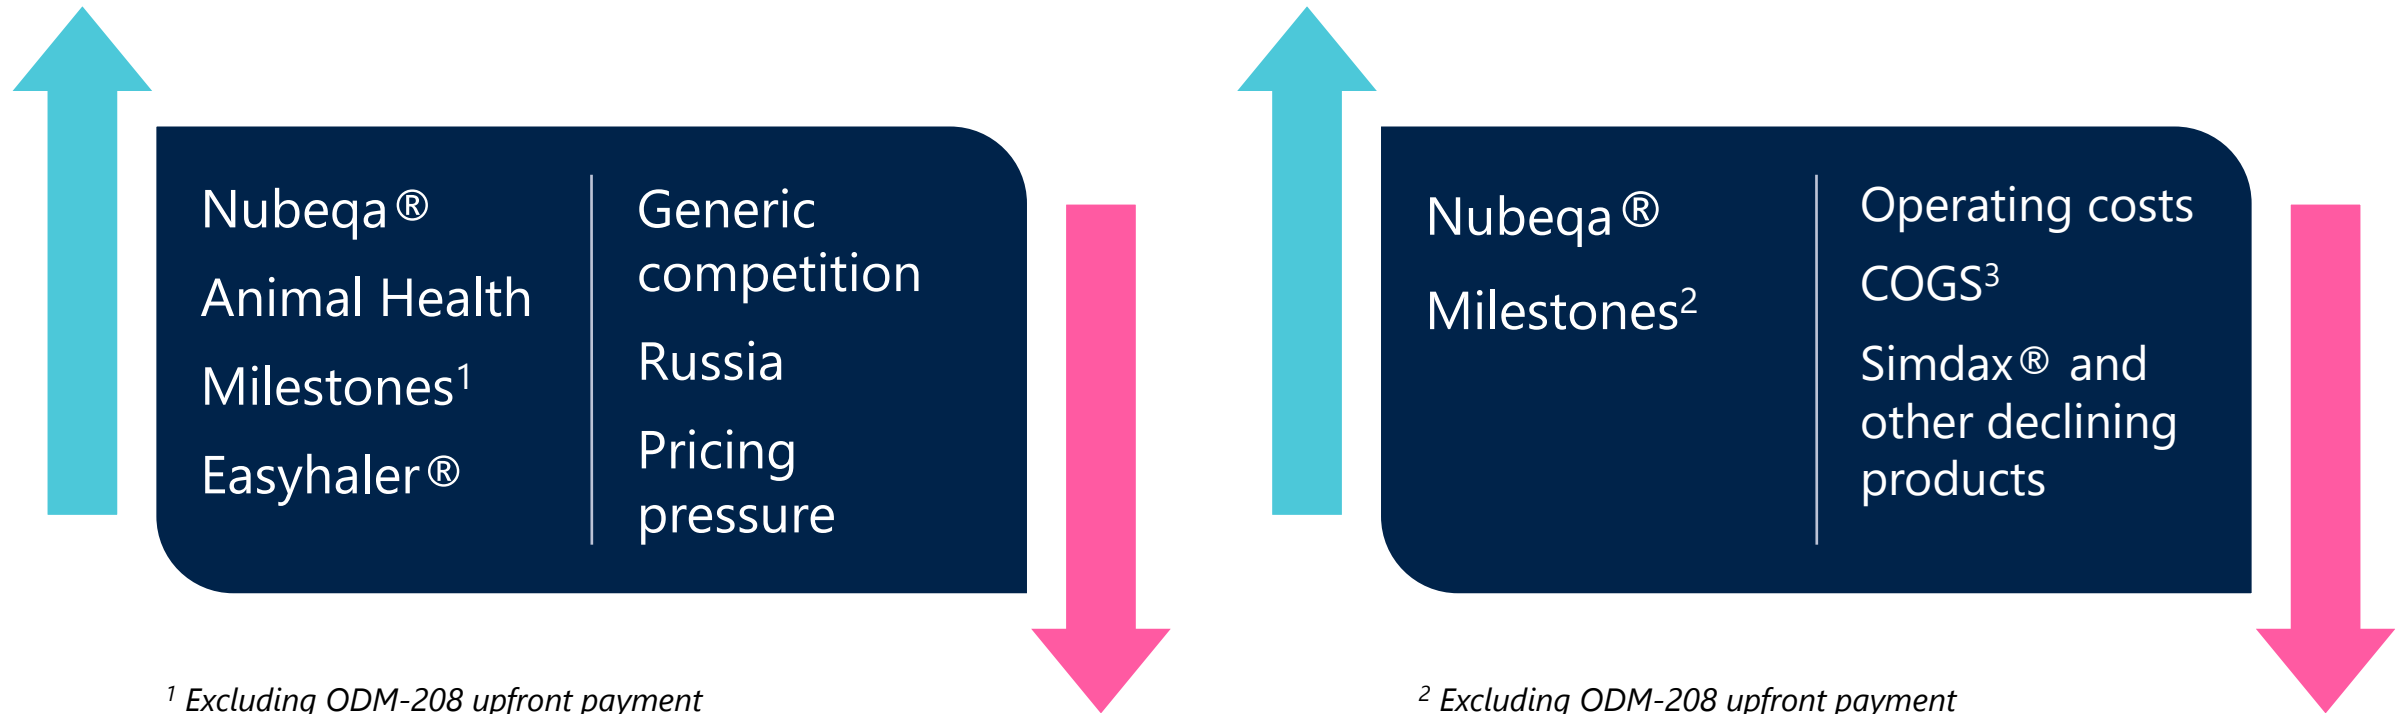 Nubeqa®
Animal Health
Milestones¹
Easyhaler®
Generic
competition
Russia
Pricing
pressure
¹ Excluding ODM-208 upfront payment
Nubeqa®
Milestones²
Operating costs
COGS³
Simdax® and
other declining
products
² Excluding ODM-208 upfront payment